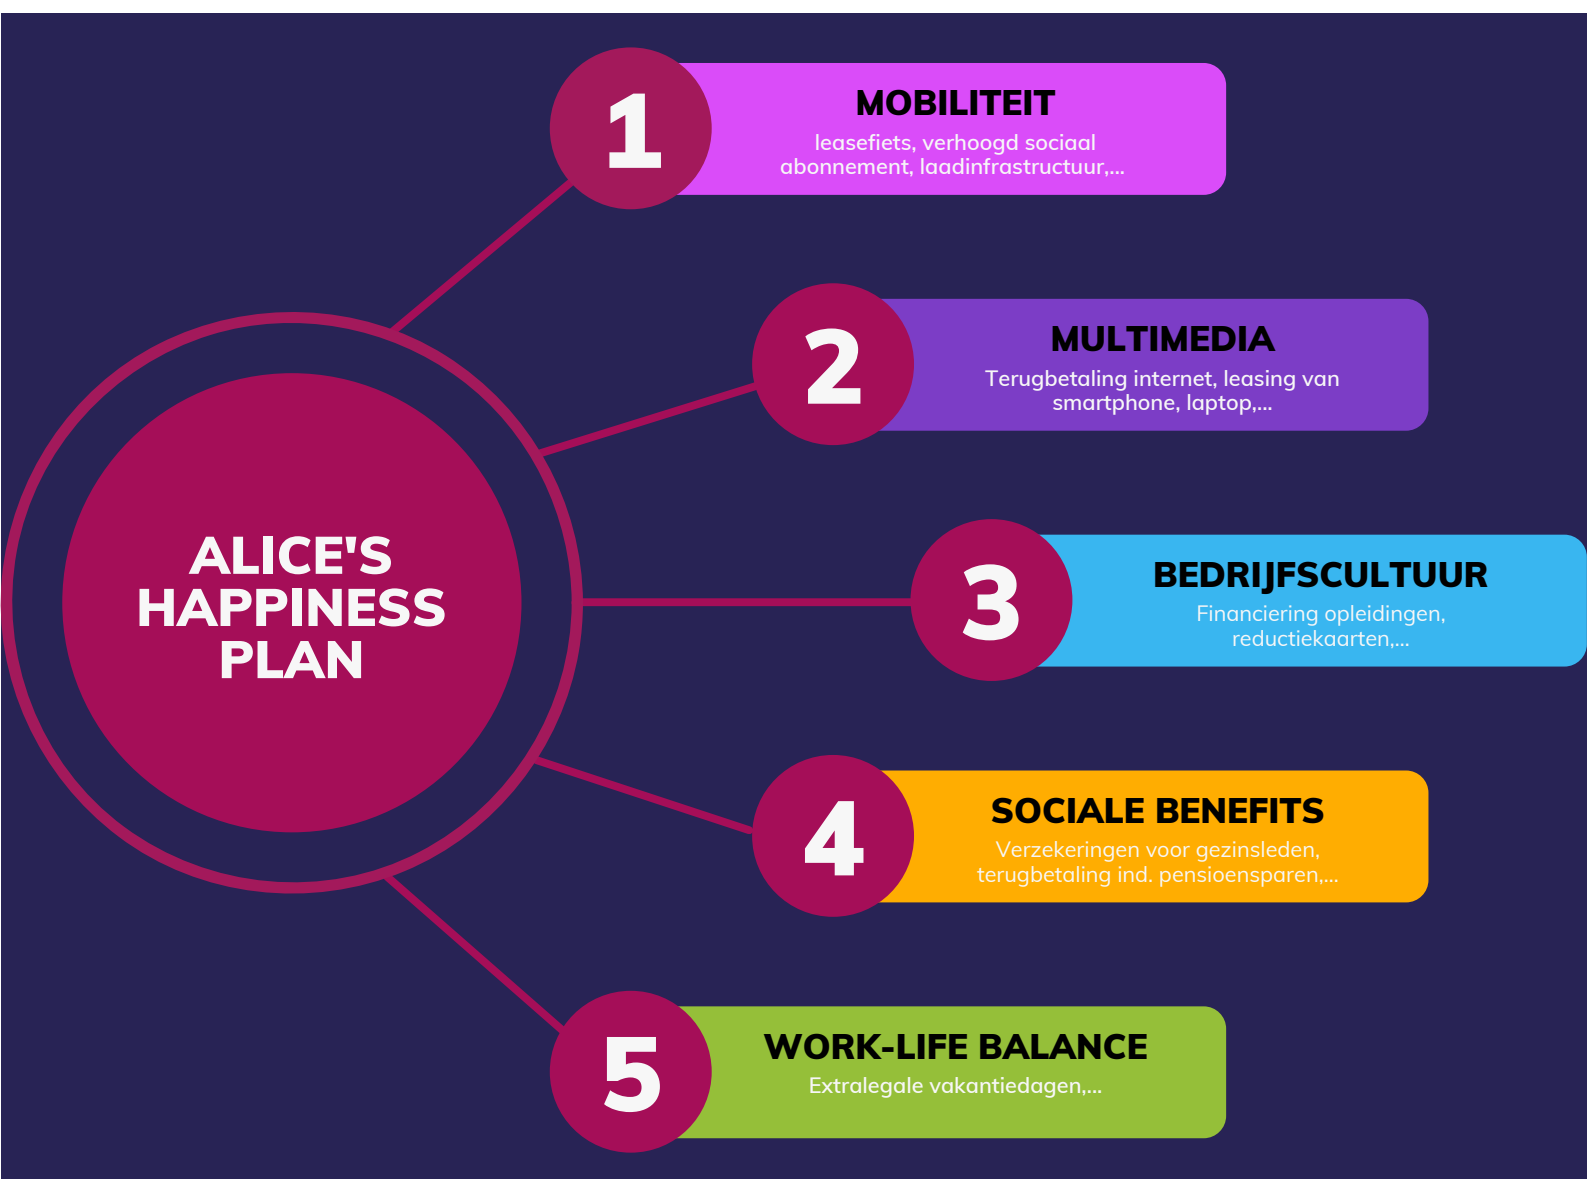 ALICE'S
HAPPINESS
PLAN
1
MOBILITEIT
leasefiets, verhoogd sociaal
abonnement, laadinfrastructuur,...
2
MULTIMEDIA
Terugbetaling internet, leasing van
smartphone, laptop,...
3
BEDRIJFSCULTUUR
Financiering opleidingen,
reductiekaarten,...
4
SOCIALE BENEFITS
Verzekeringen voor gezinsleden,
terugbetaling ind. pensioensparen,...
5
WORK-LIFE BALANCE
Extralegale vakantiedagen,...